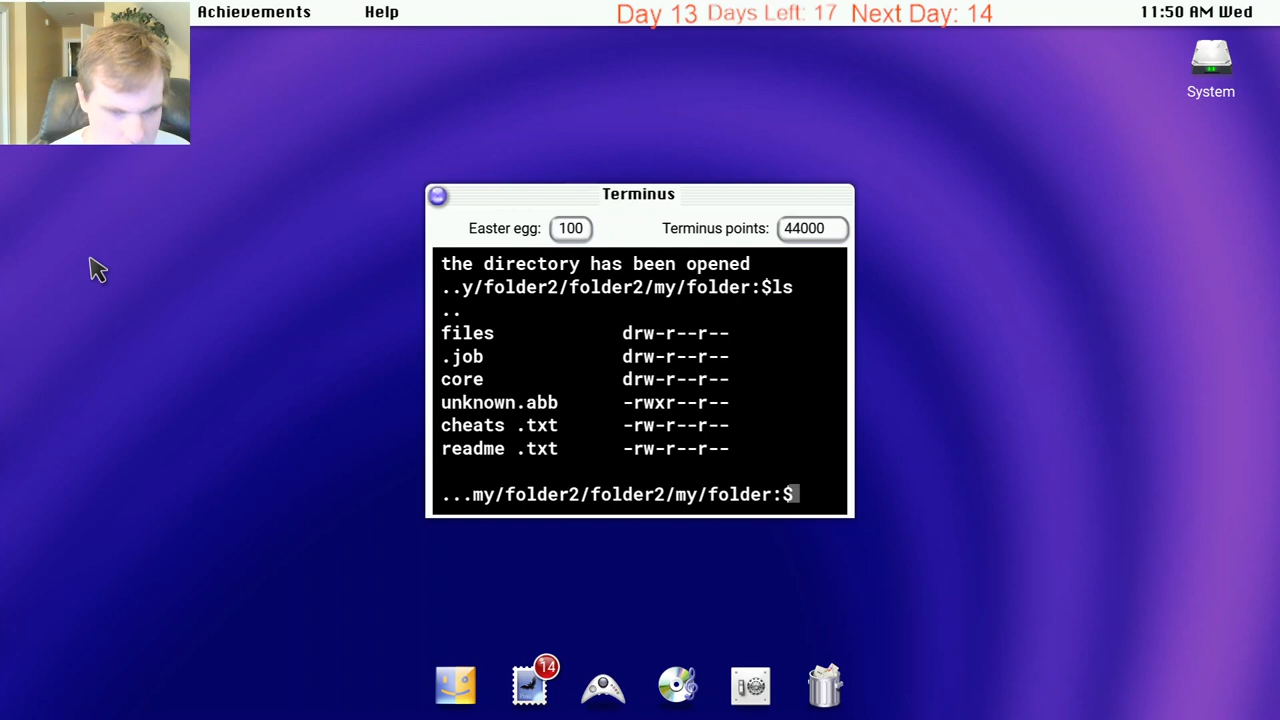 Achievements Help Day 13 Days Left: 17 Next Day: 14 11:50 AM Wed
System
Terminus
Easter egg: 100 Terminus points: 44000
the directory has been opened
..y/folder2/folder2/my/folder:$ls
..
files drw-r--r--
.job drw-r--r--
core drw-r--r--
unknown.abb -rwxr--r--
cheats .txt -rw-r--r--
readme .txt -rw-r--r--
...my/folder2/folder2/my/folder:$
14